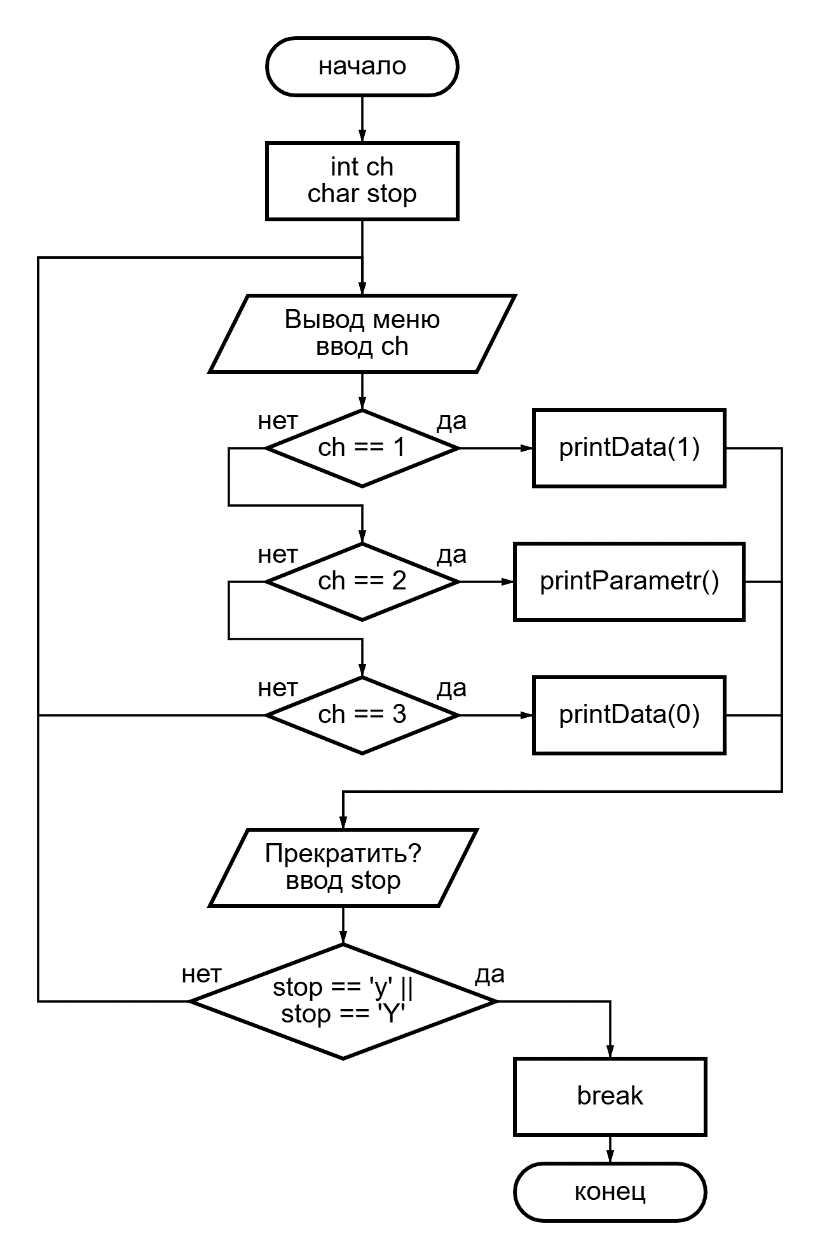 начало
int ch
char stop
Вывод меню
ввод ch
нет
да
ch == 1
printData(1)
нет
да
ch == 2
printParametr()
нет
да
ch == 3
printData(0)
Прекратить?
ввод stop
нет
да
stop == 'y' ||
stop == 'Y'
break
конец